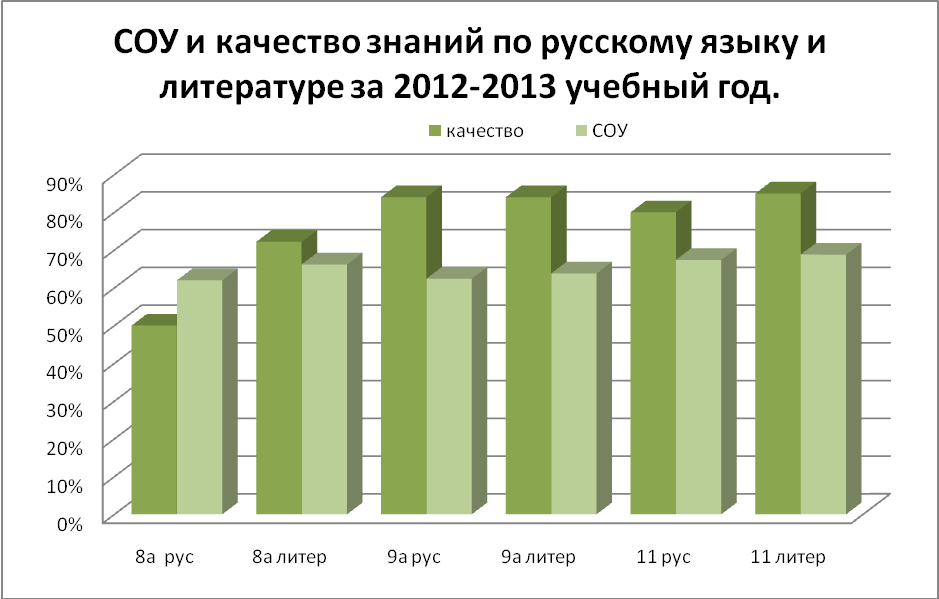 СОУ и качество знаний по русскому языку и
литературе за 2012-2013 учебный год.
качество СОУ
90%
80%
70%
60%
50%
40%
30%
20%
10%
0%
8а рус 8а литер 9а рус 9а литер 11 рус 11 литер